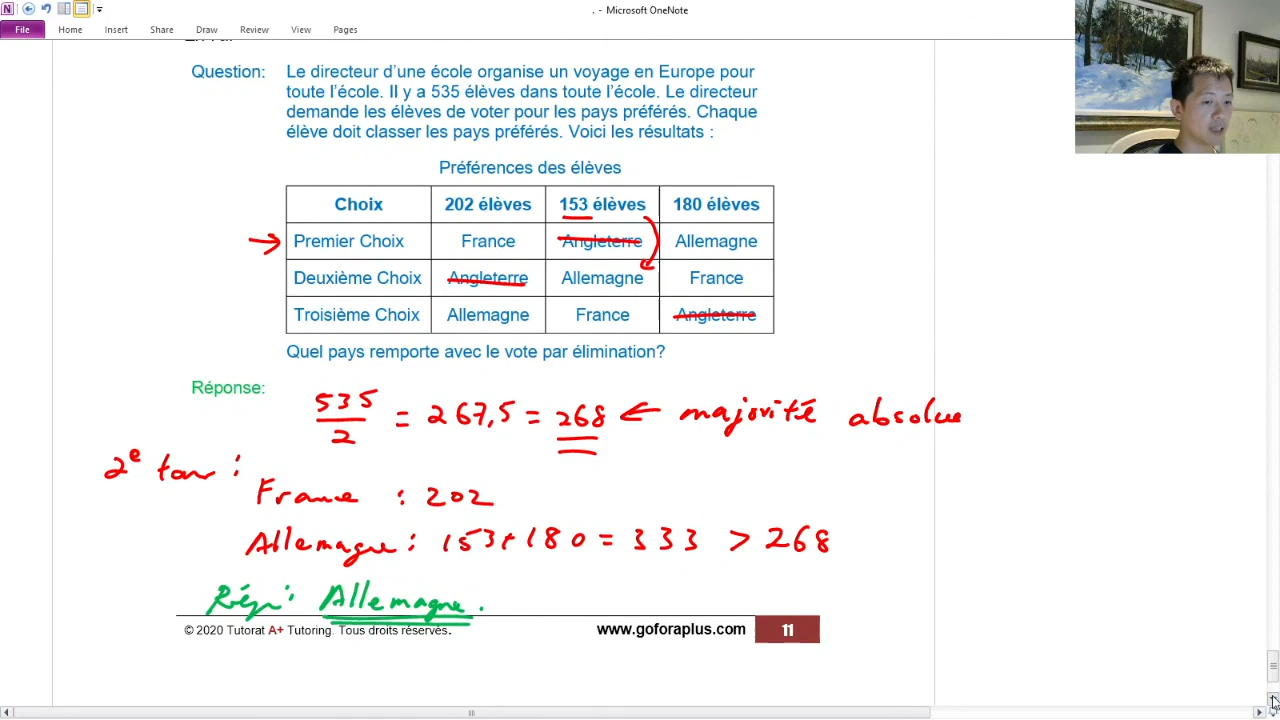 . - Microsoft OneNote
File Home Insert Share Draw Review View Pages
Question: Le directeur d'une école organise un voyage en Europe pour
toute l'école. Il y a 535 élèves dans toute l'école. Le directeur
demande les élèves de voter pour les pays préférés. Chaque
élève doit classer les pays préférés. Voici les résultats :
Préférences des élèves
Choix 202 élèves 153 élèves 180 élèves
Premier Choix France Angleterre Allemagne
Deuxième Choix Angleterre Allemagne France
Troisième Choix Allemagne France Angleterre
Quel pays remporte avec le vote par élimination?
Réponse:
535/2 = 267,5 = 268 ← majorité absolue
2e tour :
France : 202
Allemagne : 153 + 180 = 333 > 268
Rép: Allemagne.
© 2020 Tutorat A+ Tutoring. Tous droits réservés. www.goforaplus.com 11